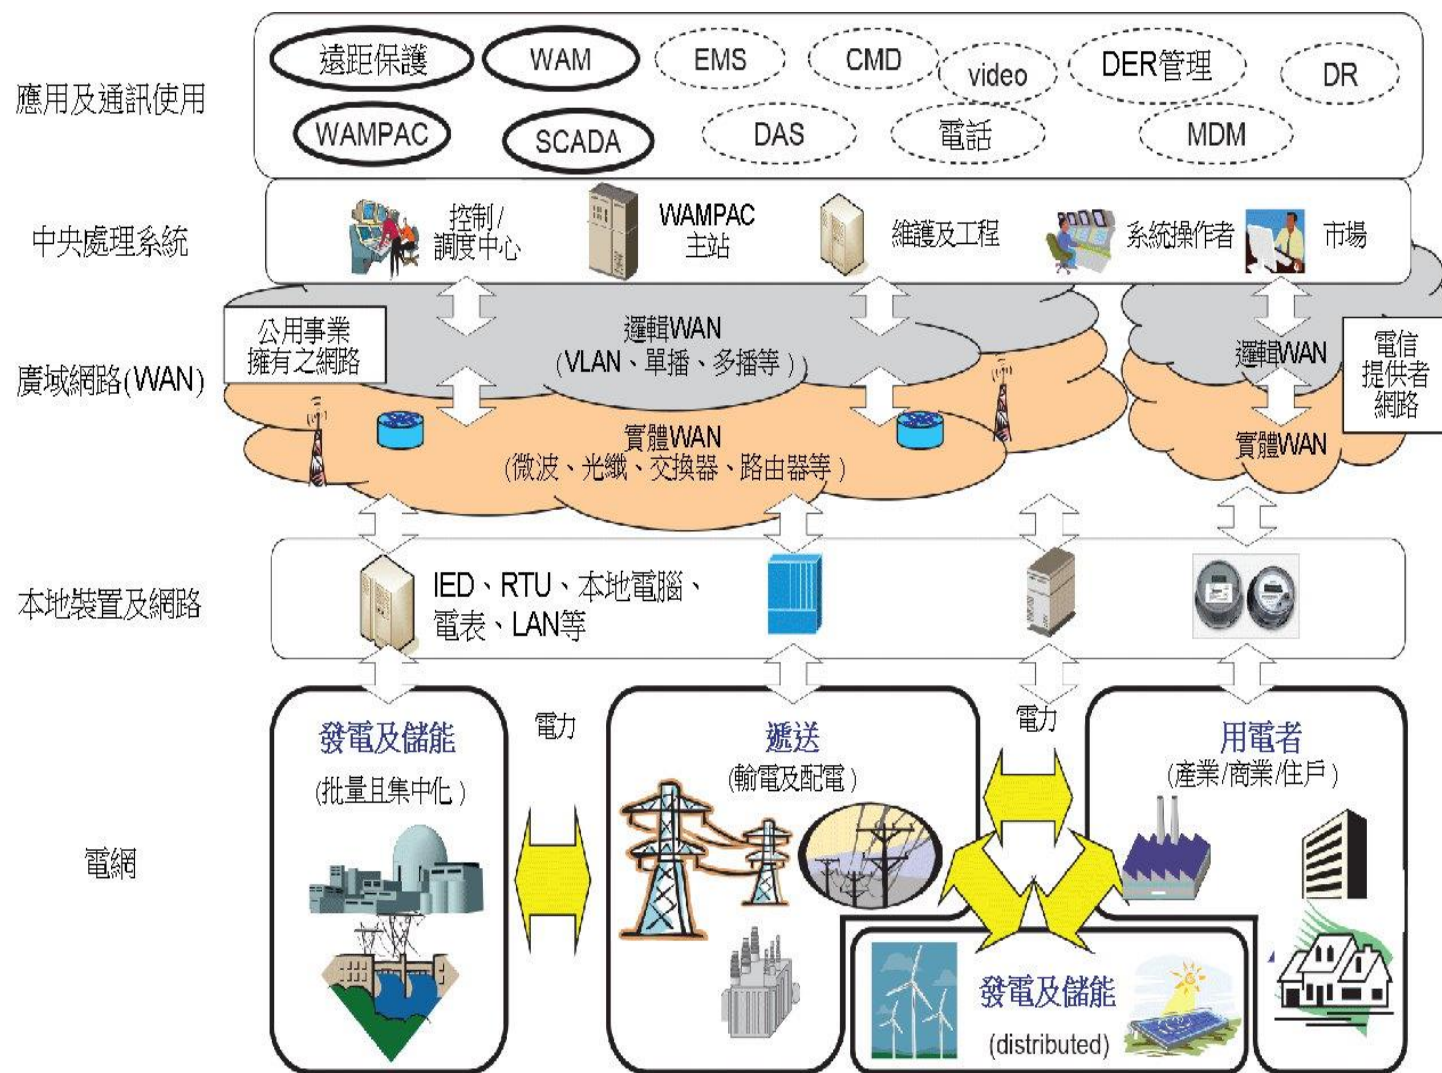 應用及通訊使用
遠距保護
WAM
EMS
CMD
video
DER管理
DR
WAMPAC
SCADA
DAS
電話
MDM
中央處理系統
控制/
調度中心
WAMPAC
主站
維護及工程
系統操作者
市場
廣域網路(WAN)
公用事業
擁有之網路
邏輯WAN
(VLAN、單播、多播等)
實體WAN
(微波、光纖、交換器、路由器等)
邏輯WAN
實體WAN
電信
提供者
網路
本地裝置及網路
IED、RTU、本地電腦、
電表、LAN等
電網
發電及儲能
(批量且集中化)
電力
遞送
(輸電及配電)
電力
用電者
(產業/商業/住戶)
發電及儲能
(distributed)